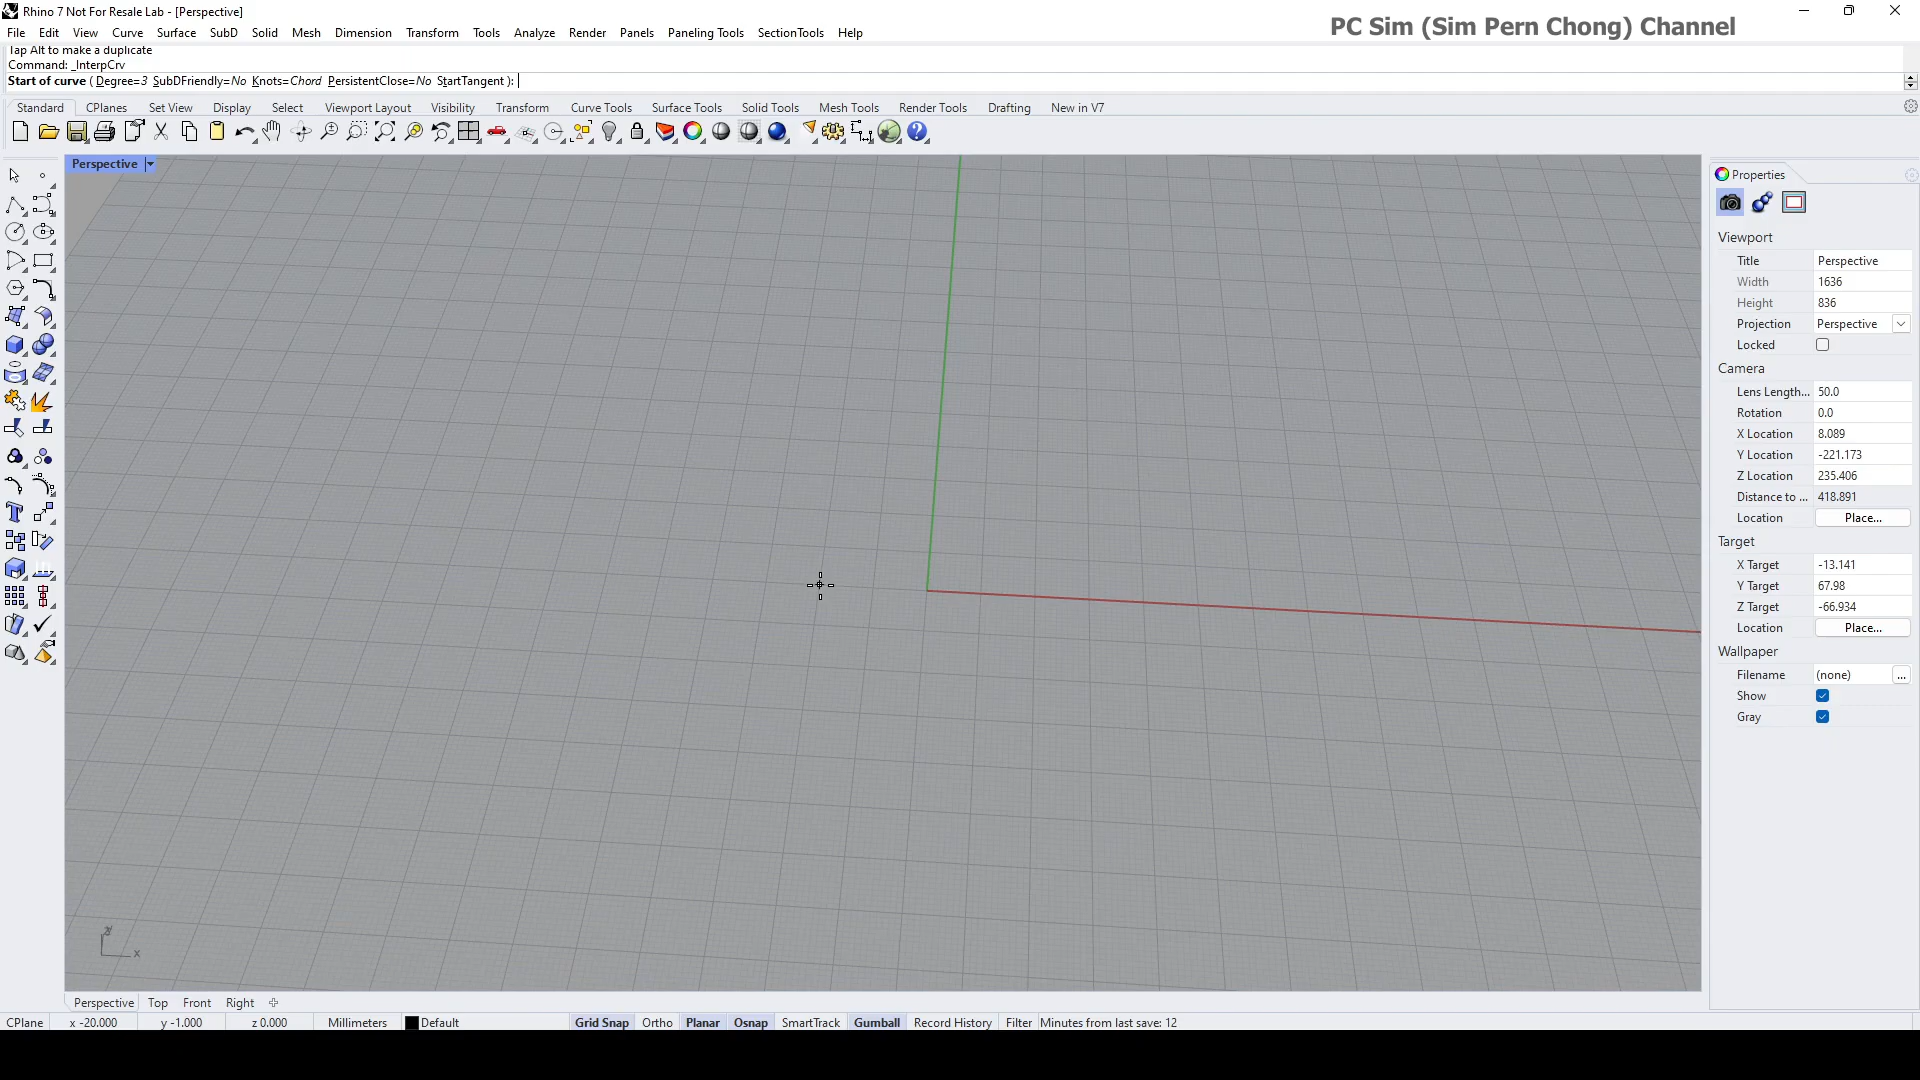 Rhino 7 Not For Resale Lab - [Perspective]
PC Sim (Sim Pern Chong) Channel
File Edit View Curve Surface SubD Solid Mesh Dimension Transform Tools Analyze Render Panels Paneling Tools SectionTools Help
Tap Alt to make a duplicate
Command: _InterpCrv
Start of curve ( Degree=3 SubDFriendly=No Knots=Chord PersistentClose=No StartTangent ):
Standard CPlanes Set View Display Select Viewport Layout Visibility Transform Curve Tools Surface Tools Solid Tools Mesh Tools Render Tools Drafting New in V7
Perspective
Properties
Viewport
Title Perspective
Width 1636
Height 836
Projection Perspective
Locked
Camera
Lens Length... 50.0
Rotation 0.0
X Location 8.089
Y Location -221.173
Z Location 235.406
Distance to ... 418.891
Location Place...
Target
X Target -13.141
Y Target 67.98
Z Target -66.934
Location Place...
Wallpaper
Filename (none) ...
Show
Gray
x
Perspective Top Front Right
CPlane x -20.000 y -1.000 z 0.000 Millimeters Default Grid Snap Ortho Planar Osnap SmartTrack Gumball Record History Filter Minutes from last save: 12